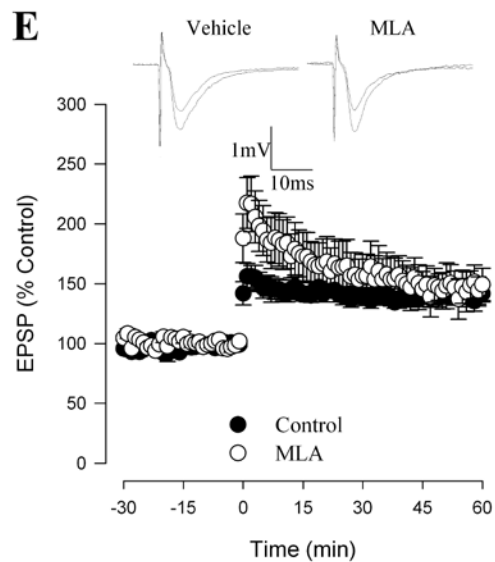 E
Vehicle MLA
300
250
200
150
100
50
0
EPSP (% Control)
1mV
10ms
Control
MLA
-30 -15 0 15 30 45 60
Time (min)